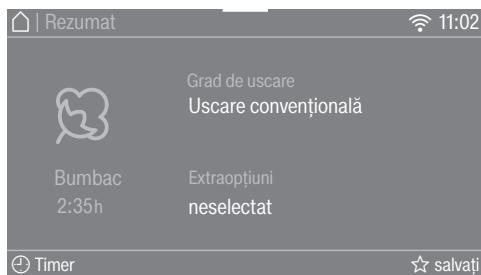 | Rezumat
11:02
Grad de uscare
Uscare convențională
Bumbac
2:35h
Extraopțiuni
neselectat
Timer
salvați